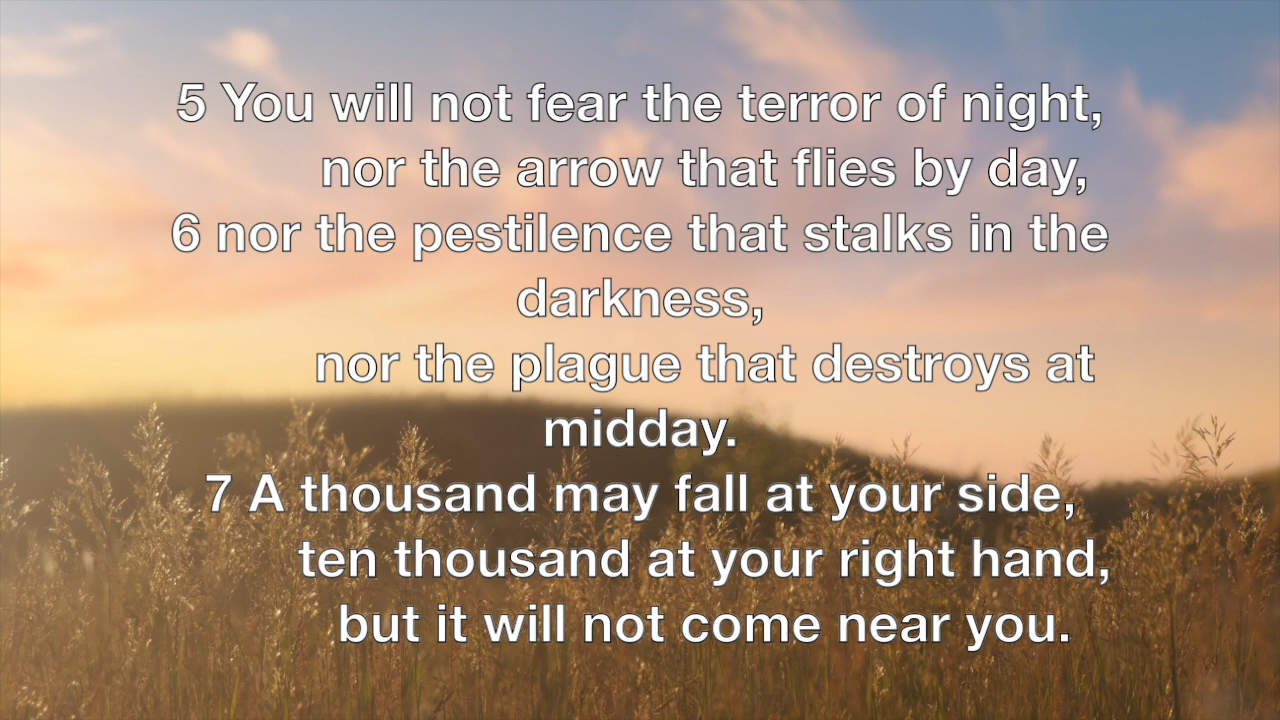 5 You will not fear the terror of night,
nor the arrow that flies by day,
6 nor the pestilence that stalks in the
darkness,
nor the plague that destroys at
midday.
7 A thousand may fall at your side,
ten thousand at your right hand,
but it will not come near you.